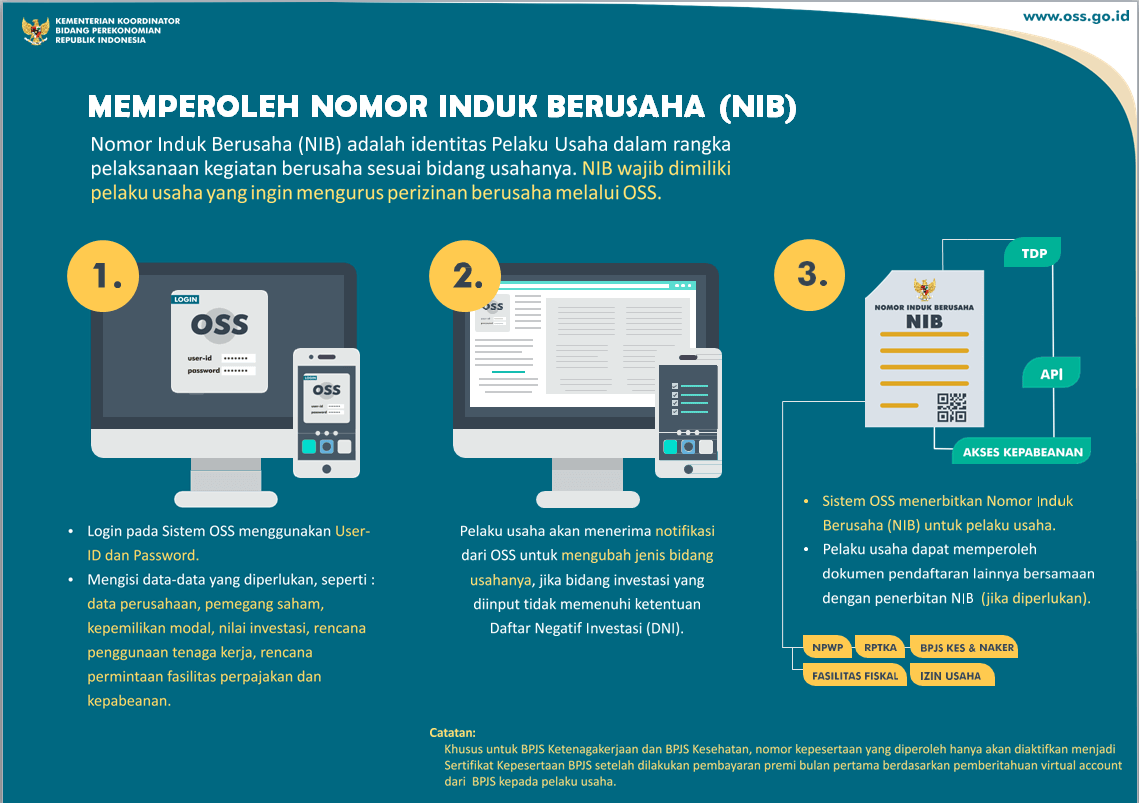 KEMENTERIAN KOORDINATOR
BIDANG PEREKONOMIAN
REPUBLIK INDONESIA
www.oss.go.id
MEMPEROLEH NOMOR INDUK BERUSAHA (NIB)
Nomor Induk Berusaha (NIB) adalah identitas Pelaku Usaha dalam rangka
pelaksanaan kegiatan berusaha sesuai bidang usahanya. NIB wajib dimiliki
pelaku usaha yang ingin mengurus perizinan berusaha melalui OSS.
1.
LOGIN
OSS
user-id
password
LOGIN
OSS
user-id
password
• Login pada Sistem OSS menggunakan User-
ID dan Password.
• Mengisi data-data yang diperlukan, seperti :
data perusahaan, pemegang saham,
kepemilikan modal, nilai investasi, rencana
penggunaan tenaga kerja, rencana
permintaan fasilitas perpajakan dan
kepabeanan.
2.
OSS
user-id
password
Pelaku usaha akan menerima notifikasi
dari OSS untuk mengubah jenis bidang
usahanya, jika bidang investasi yang
diinput tidak memenuhi ketentuan
Daftar Negatif Investasi (DNI).
3.
NOMOR INDUK BERUSAHA
NIB
TDP
API
AKSES KEPABEANAN
• Sistem OSS menerbitkan Nomor Induk
Berusaha (NIB) untuk pelaku usaha.
• Pelaku usaha dapat memperoleh
dokumen pendaftaran lainnya bersamaan
dengan penerbitan NIB (jika diperlukan).
NPWP RPTKA BPJS KES & NAKER
FASILITAS FISKAL IZIN USAHA
Catatan:
Khusus untuk BPJS Ketenagakerjaan dan BPJS Kesehatan, nomor kepesertaan yang diperoleh hanya akan diaktifkan menjadi
Sertifikat Kepesertaan BPJS setelah dilakukan pembayaran premi bulan pertama berdasarkan pemberitahuan virtual account
dari BPJS kepada pelaku usaha.